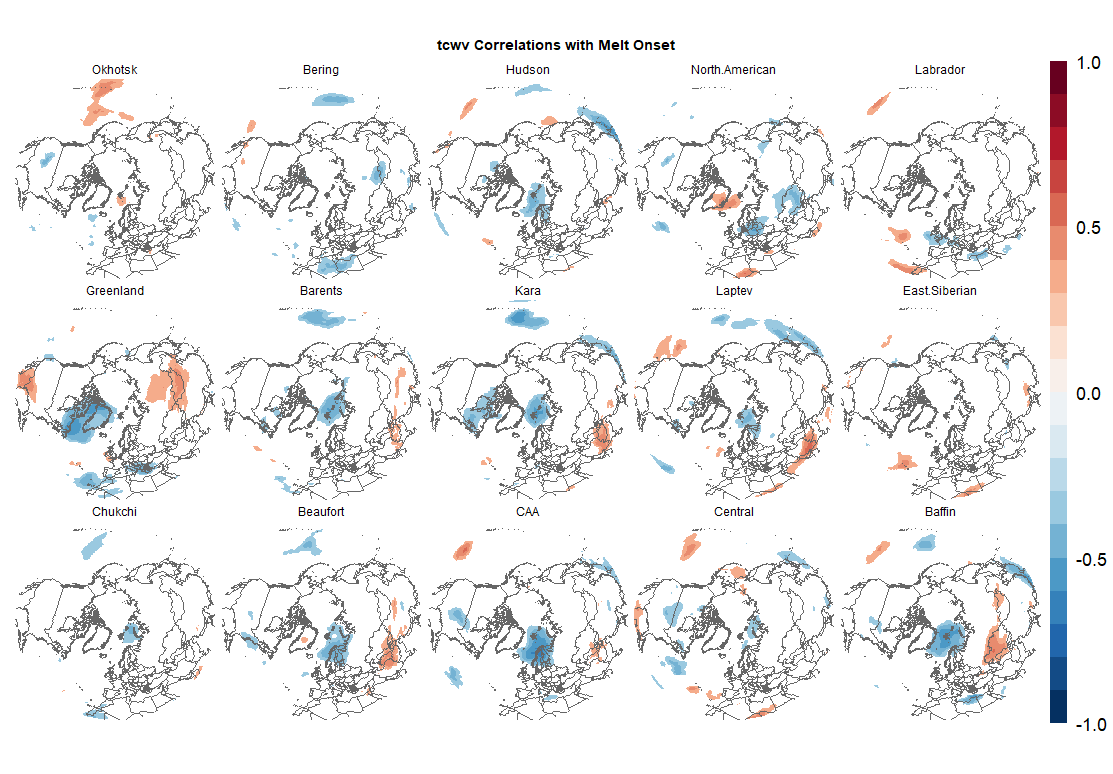 tcwv Correlations with Melt Onset
Okhotsk
Bering
Hudson
North.American
Labrador
Greenland
Barents
Kara
Laptev
East.Siberian
Chukchi
Beaufort
CAA
Central
Baffin
1.0
0.5
0.0
-0.5
-1.0